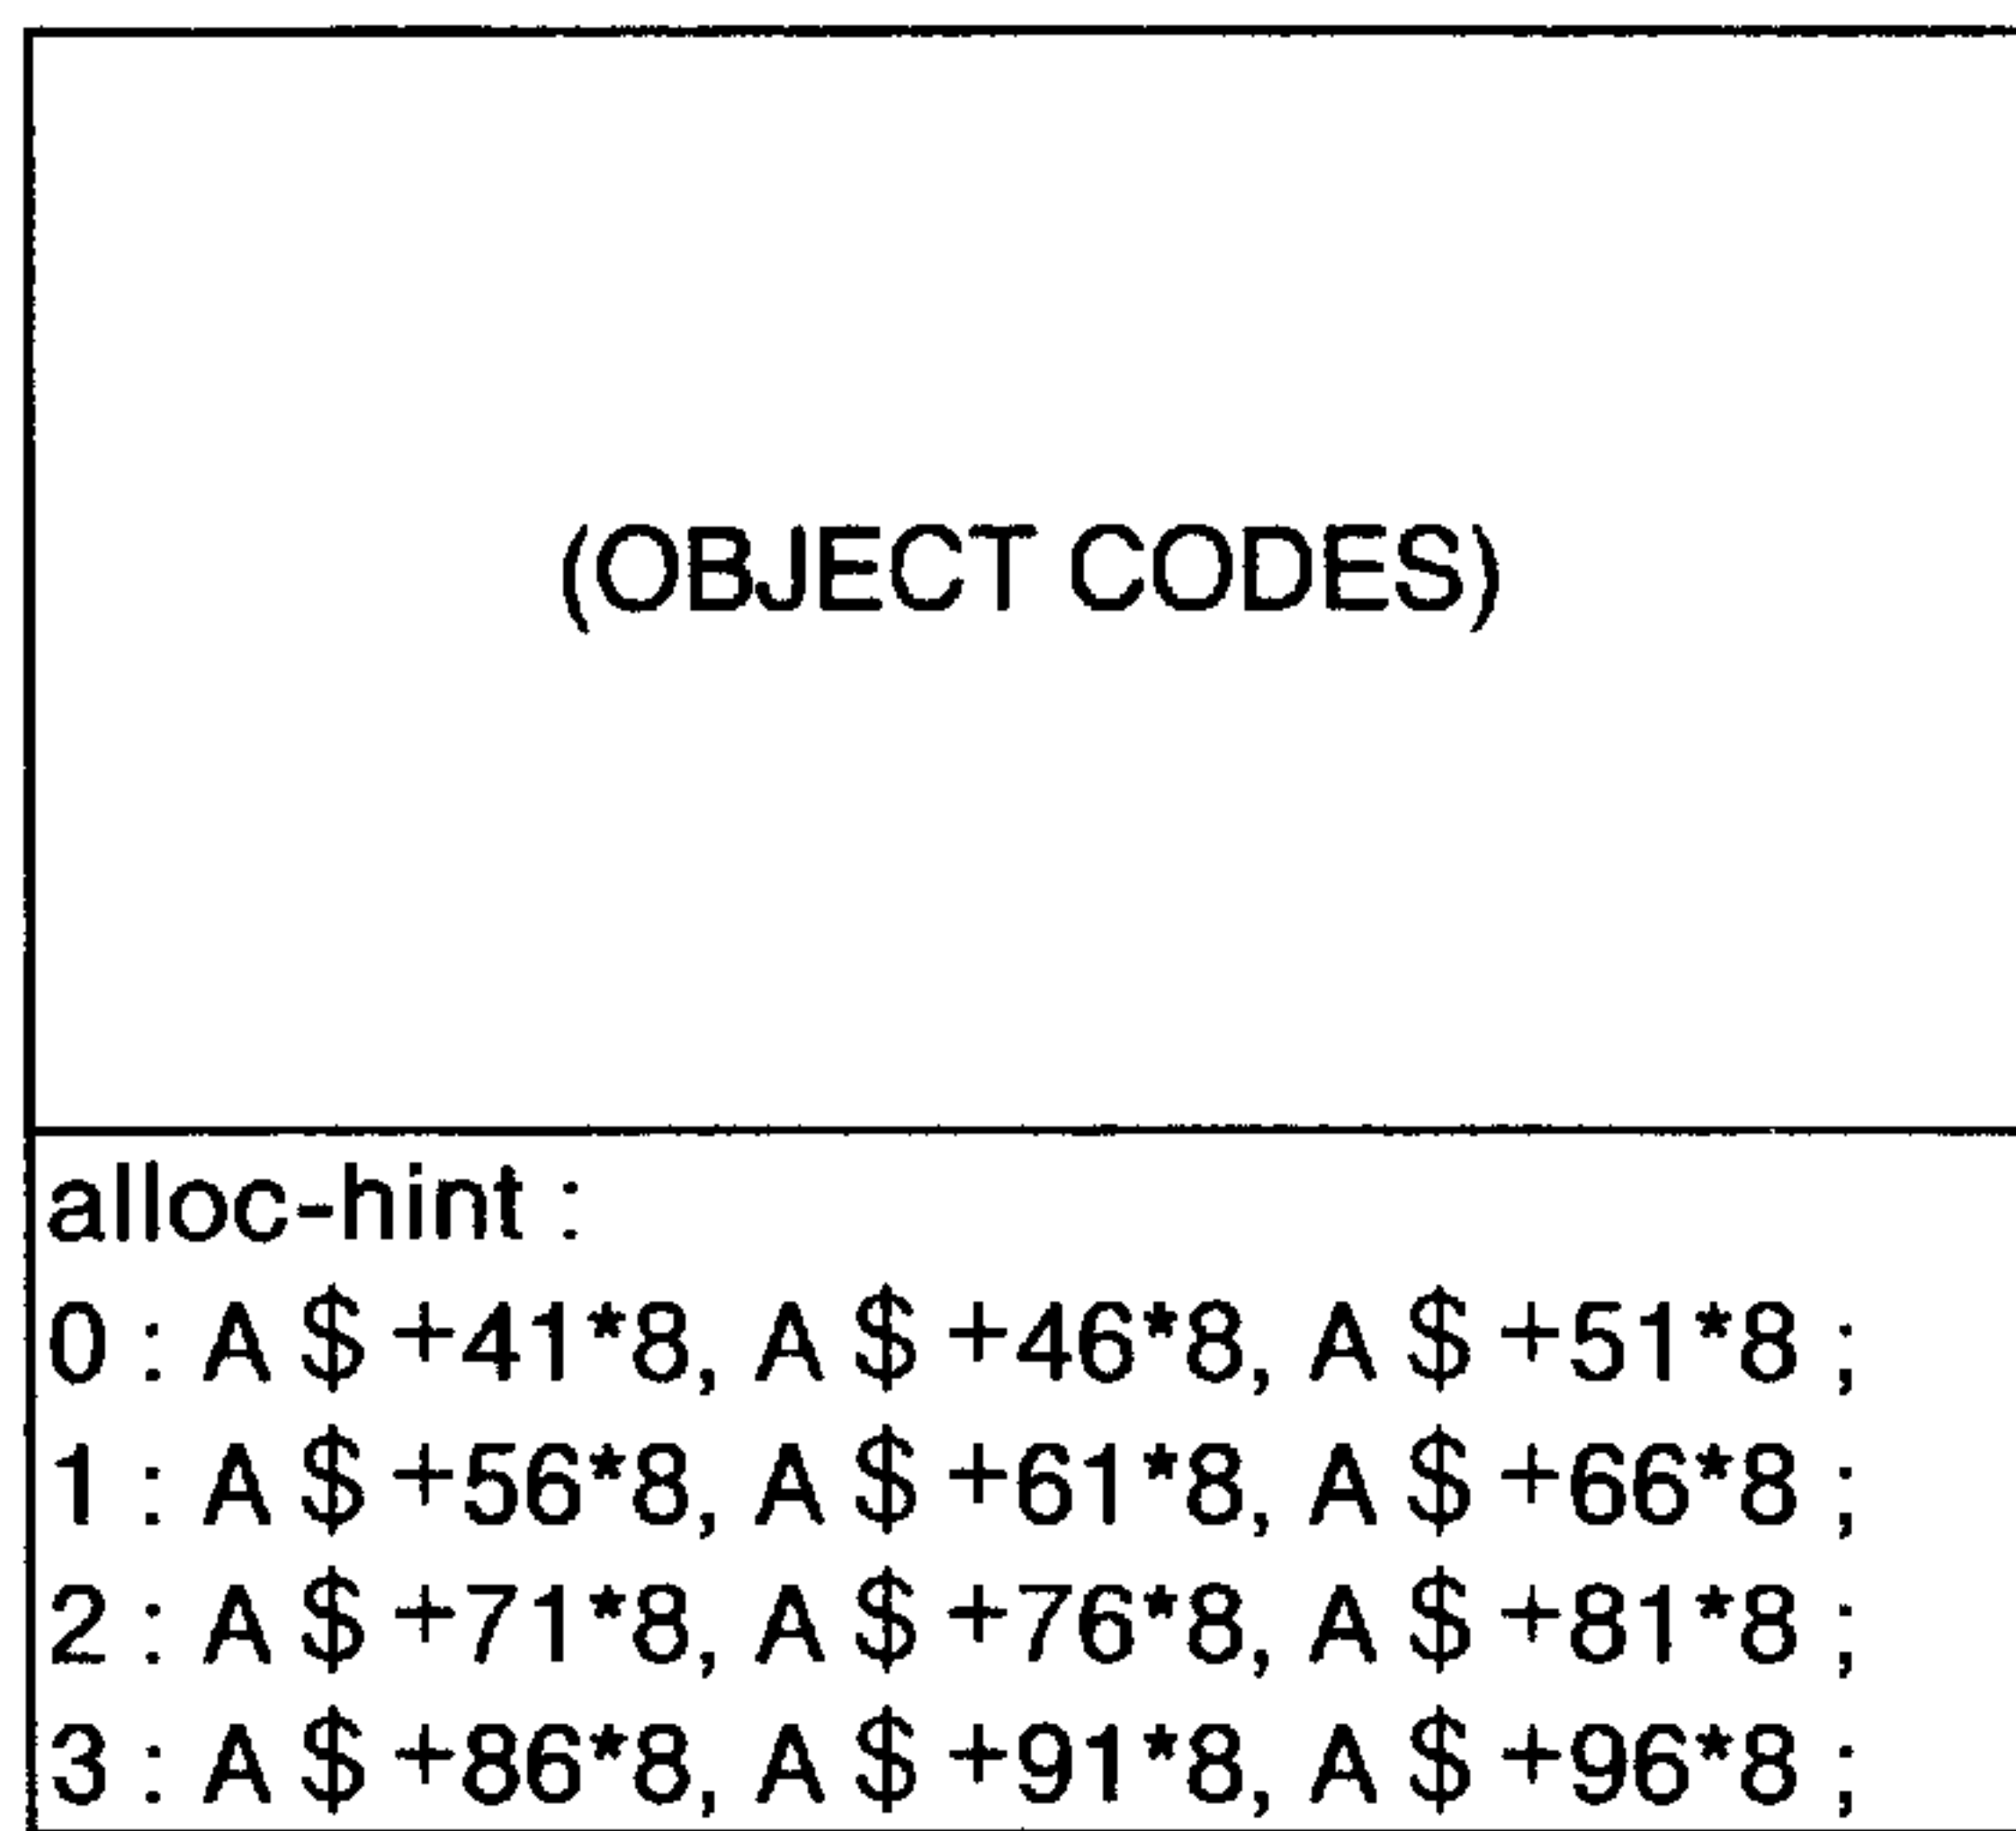 (OBJECT CODES)
alloc-hint :
0 : A $ +41*8, A $ +46*8, A $ +51*8 ;
1 : A $ +56*8, A $ +61*8, A $ +66*8 ;
2 : A $ +71*8, A $ +76*8, A $ +81*8 ;
3 : A $ +86*8, A $ +91*8, A $ +96*8 ;